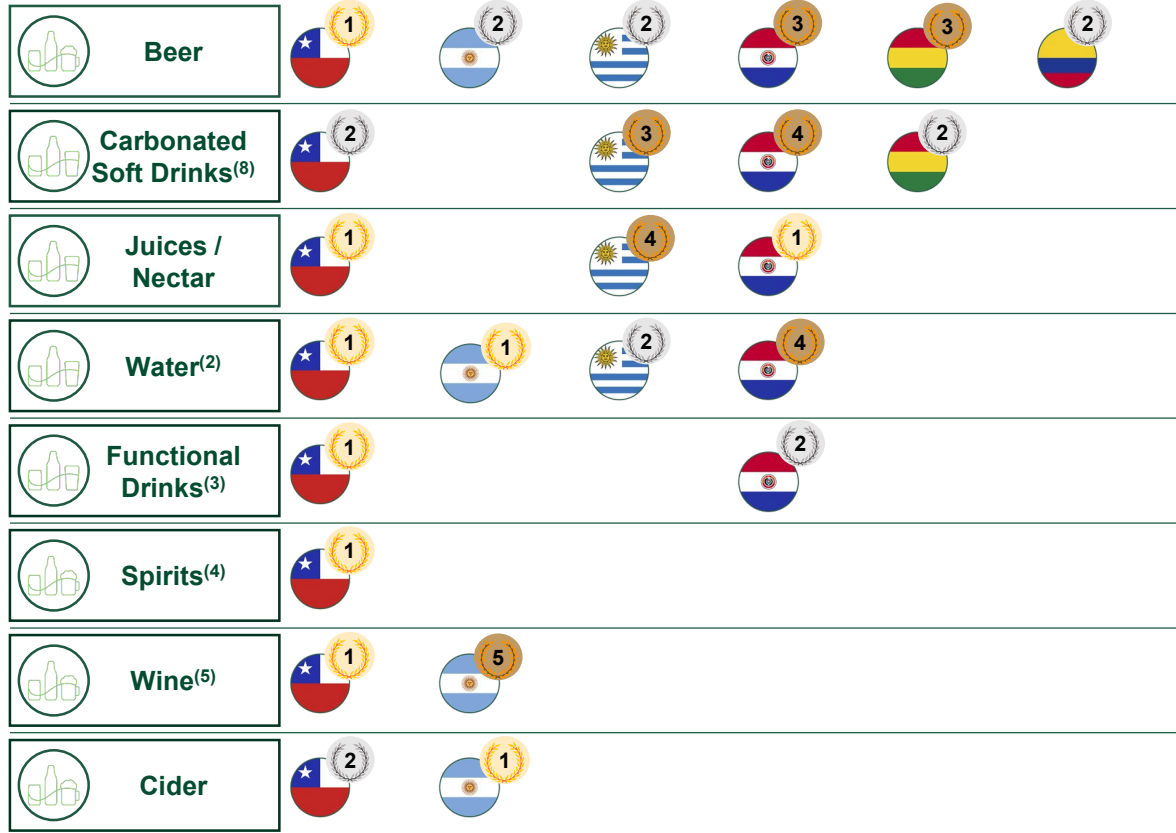 Beer
1 2 2 3 3 2
Carbonated
Soft Drinks(8)
2 3 4 2
Juices /
Nectar
1 4 1
Water(2)
1 1 2 4
Functional
Drinks(3)
1 2
Spirits(4)
1
Wine(5)
1 5
Cider
2 1